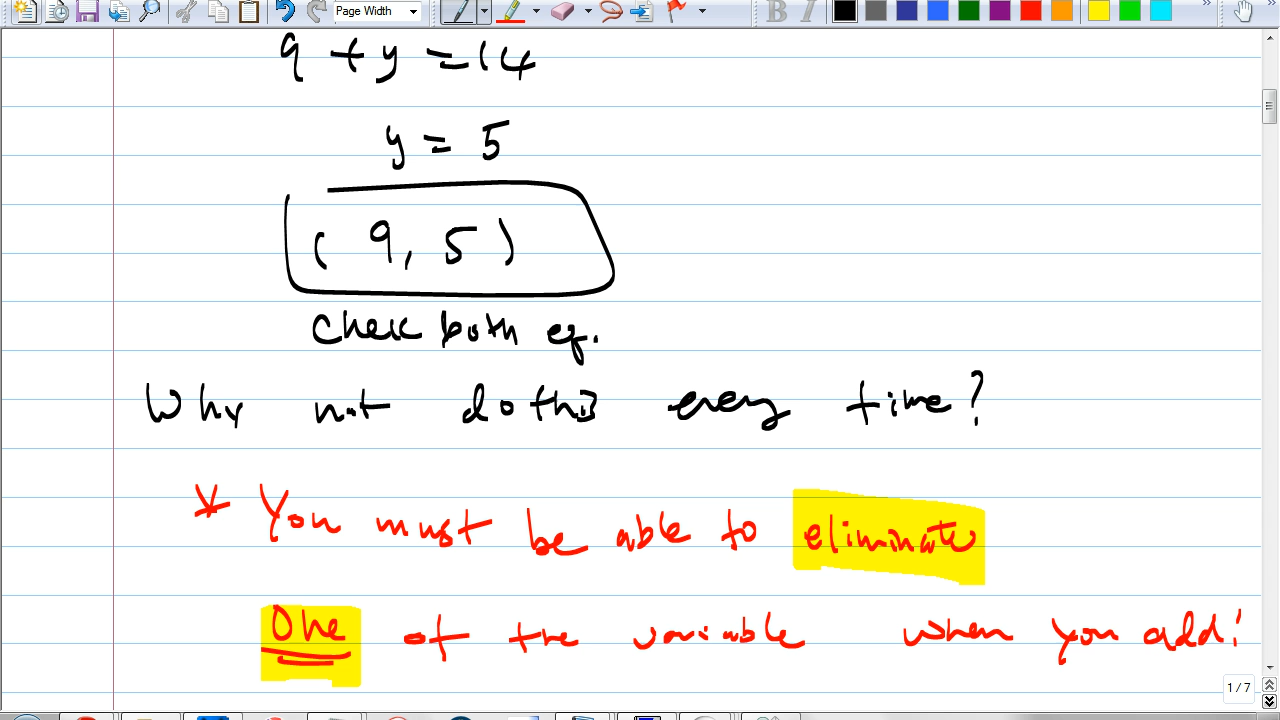 Page Width
B I
9 + y = 14
y = 5
( 9, 5 )
Check both eq.
Why not do this every time?
* You must be able to eliminate
One of the variable when you add!
1 / 7